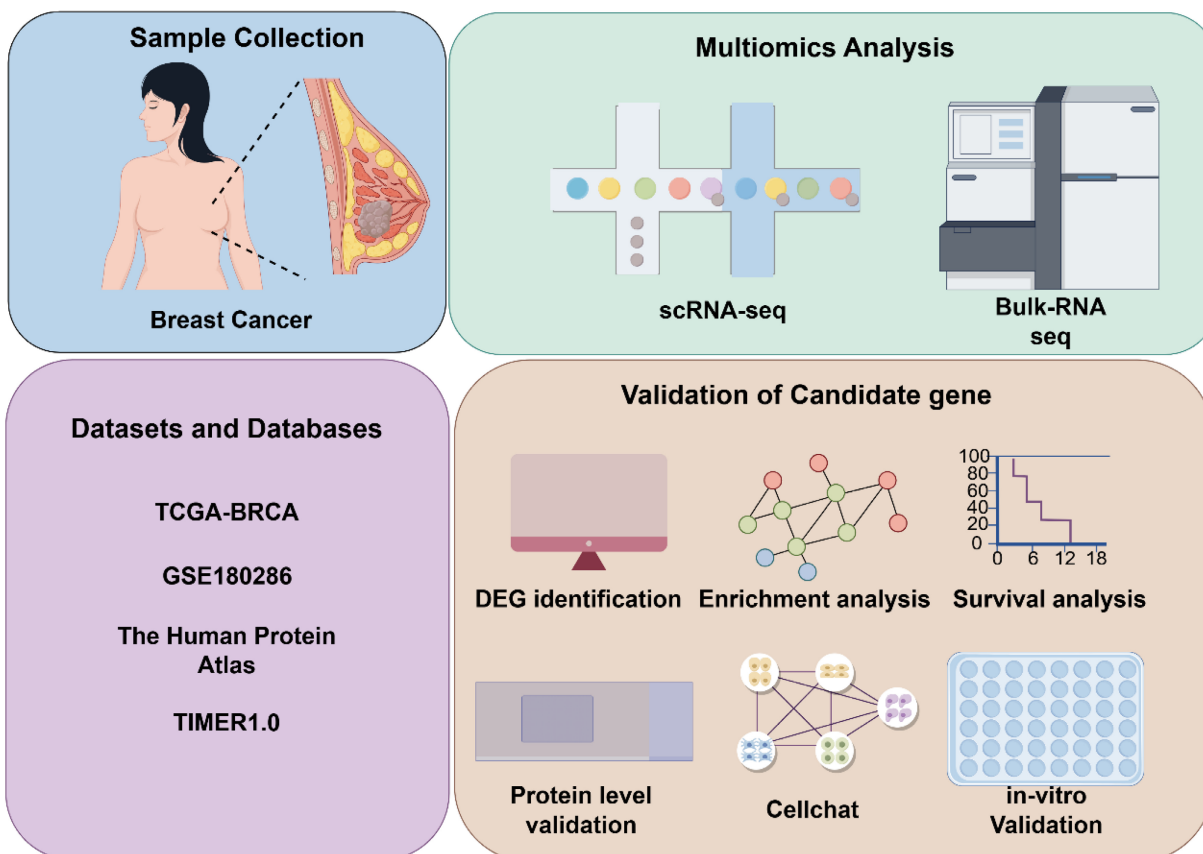 Sample Collection
Breast Cancer
Multiomics Analysis
scRNA-seq
Bulk-RNA
seq
Datasets and Databases
TCGA-BRCA
GSE180286
The Human Protein
Atlas
TIMER1.0
Validation of Candidate gene
DEG identification
Enrichment analysis
100
80
60
40
20
0
0 6 12 18
Survival analysis
Protein level
validation
Cellchat
in-vitro
Validation